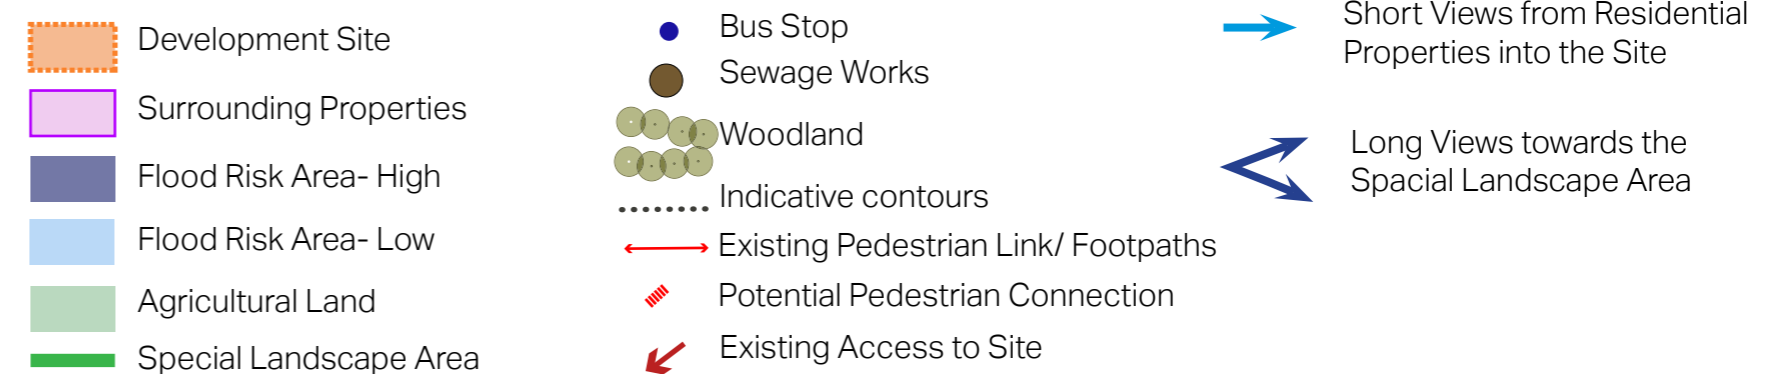 Development Site
Surrounding Properties
Flood Risk Area- High
Flood Risk Area- Low
Agricultural Land
Special Landscape Area
Bus Stop
Sewage Works
Woodland
Indicative contours
Existing Pedestrian Link/ Footpaths
Potential Pedestrian Connection
Existing Access to Site
Short Views from Residential
Properties into the Site
Long Views towards the
Spacial Landscape Area